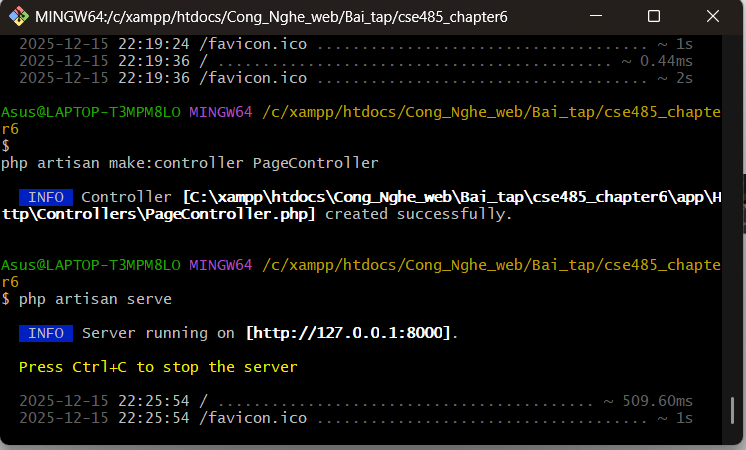 MINGW64:/c/xampp/htdocs/Cong_Nghe_web/Bai_tap/cse485_chapter6
2025-12-15 22:19:24 /favicon.ico ..................................... ~ 1s
2025-12-15 22:19:36 / ............................................ ~ 0.44ms
2025-12-15 22:19:36 /favicon.ico ..................................... ~ 2s
Asus@LAPTOP-T3MPM8LO MINGW64 /c/xampp/htdocs/Cong_Nghe_web/Bai_tap/cse485_chapte
r6
$
php artisan make:controller PageController
INFO Controller [C:\xampp\htdocs\Cong_Nghe_web\Bai_tap\cse485_chapter6\app\H
ttp\Controllers\PageController.php] created successfully.
Asus@LAPTOP-T3MPM8LO MINGW64 /c/xampp/htdocs/Cong_Nghe_web/Bai_tap/cse485_chapte
r6
$ php artisan serve
INFO Server running on [http://127.0.0.1:8000].
Press Ctrl+C to stop the server
2025-12-15 22:25:54 / .......................................... ~ 509.60ms
2025-12-15 22:25:54 /favicon.ico ..................................... ~ 1s